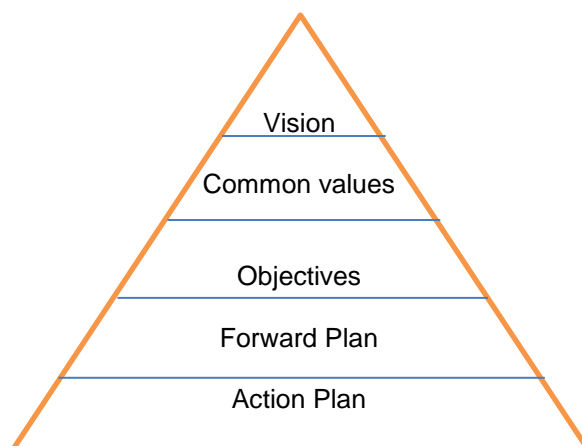 Vision
Common values
Objectives
Forward Plan
Action Plan